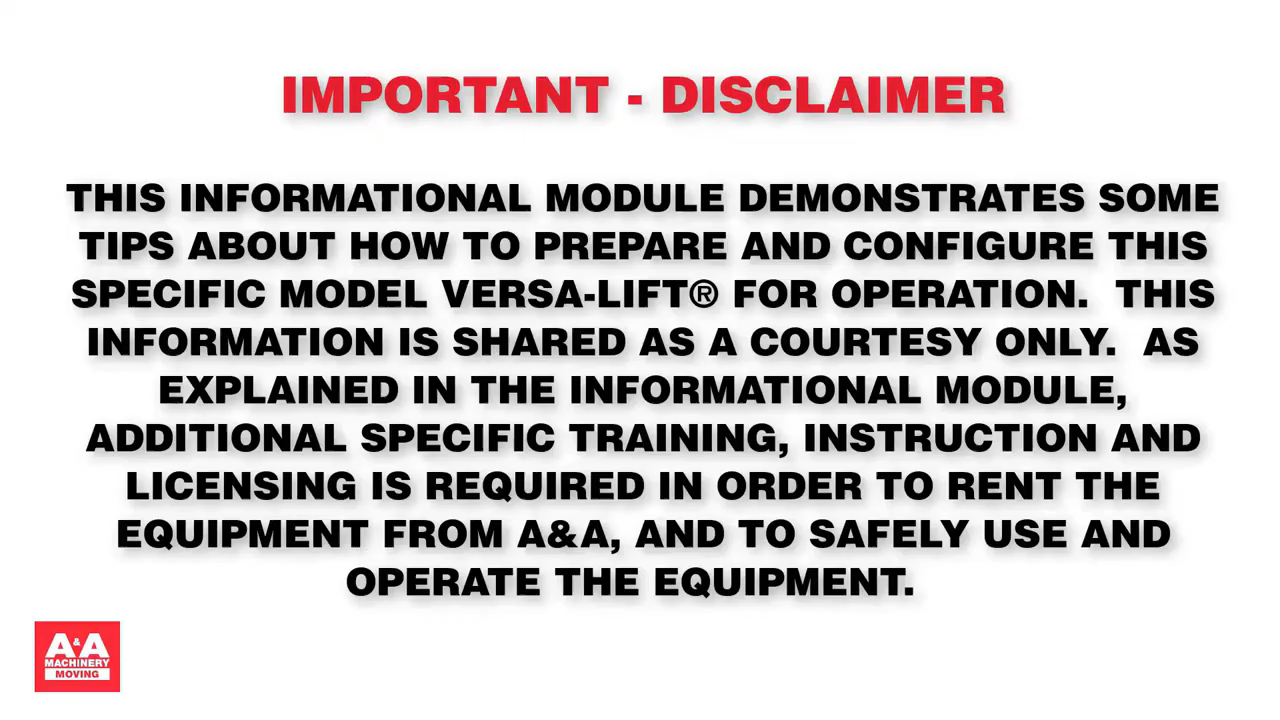 IMPORTANT - DISCLAIMER
THIS INFORMATIONAL MODULE DEMONSTRATES SOME
TIPS ABOUT HOW TO PREPARE AND CONFIGURE THIS
SPECIFIC MODEL VERSA-LIFT® FOR OPERATION. THIS
INFORMATION IS SHARED AS A COURTESY ONLY. AS
EXPLAINED IN THE INFORMATIONAL MODULE,
ADDITIONAL SPECIFIC TRAINING, INSTRUCTION AND
LICENSING IS REQUIRED IN ORDER TO RENT THE
EQUIPMENT FROM A&A, AND TO SAFELY USE AND
OPERATE THE EQUIPMENT.
A&A
MACHINERY
MOVING